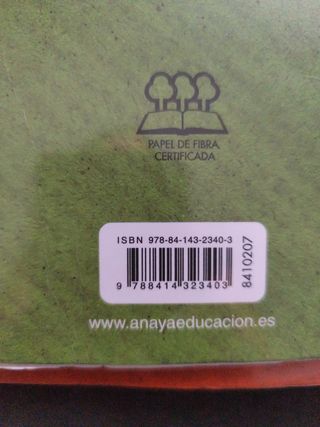 PAPEL DE FIBRA
CERTIFICADA
ISBN 978-84-143-2340-3
9 788414 323403
8410207
www.anayaeducacion.es